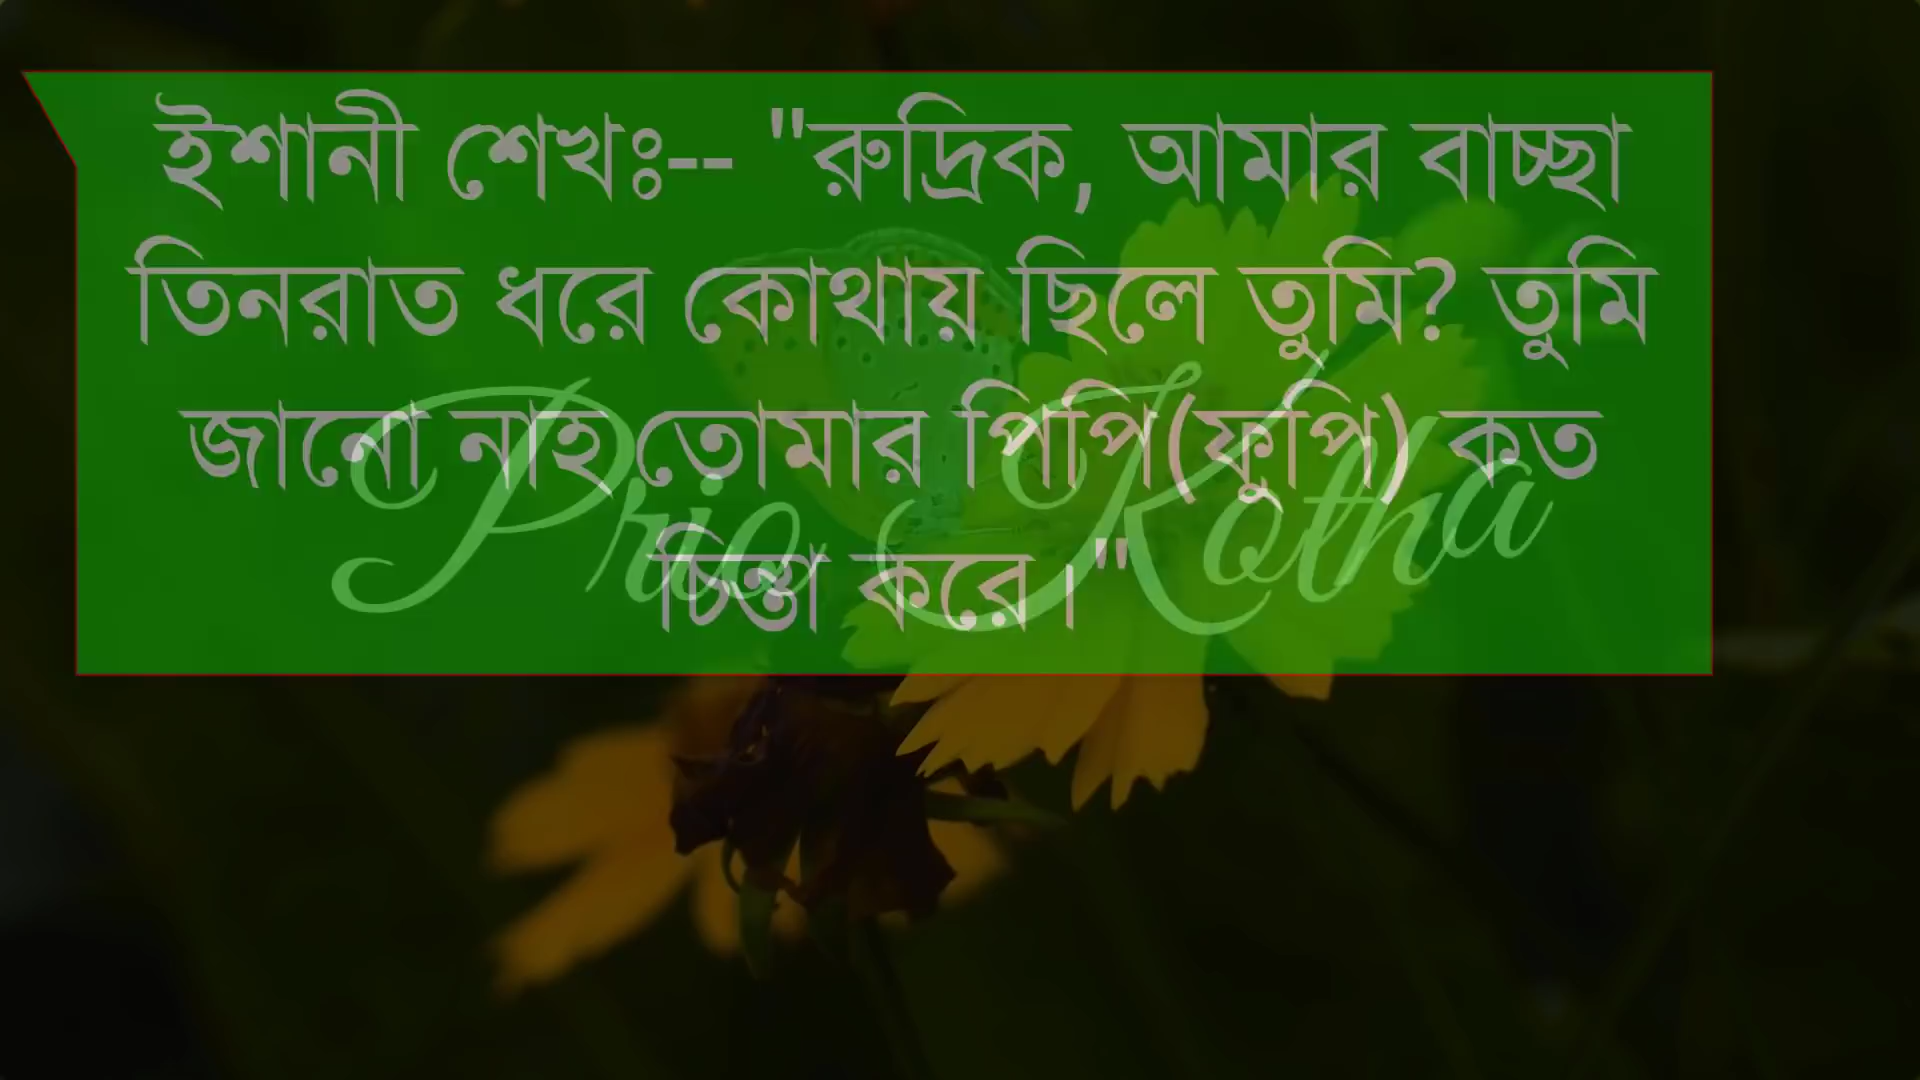 ইশানী শেখঃ-- "রুদ্রিক, আমার বাচ্ছা
তিনরাত ধরে কোথায় ছিলে তুমি? তুমি
জানো নাহ তোমার পিপি(ফুপি) কত
চিন্তা করে।"
Prio Kotha